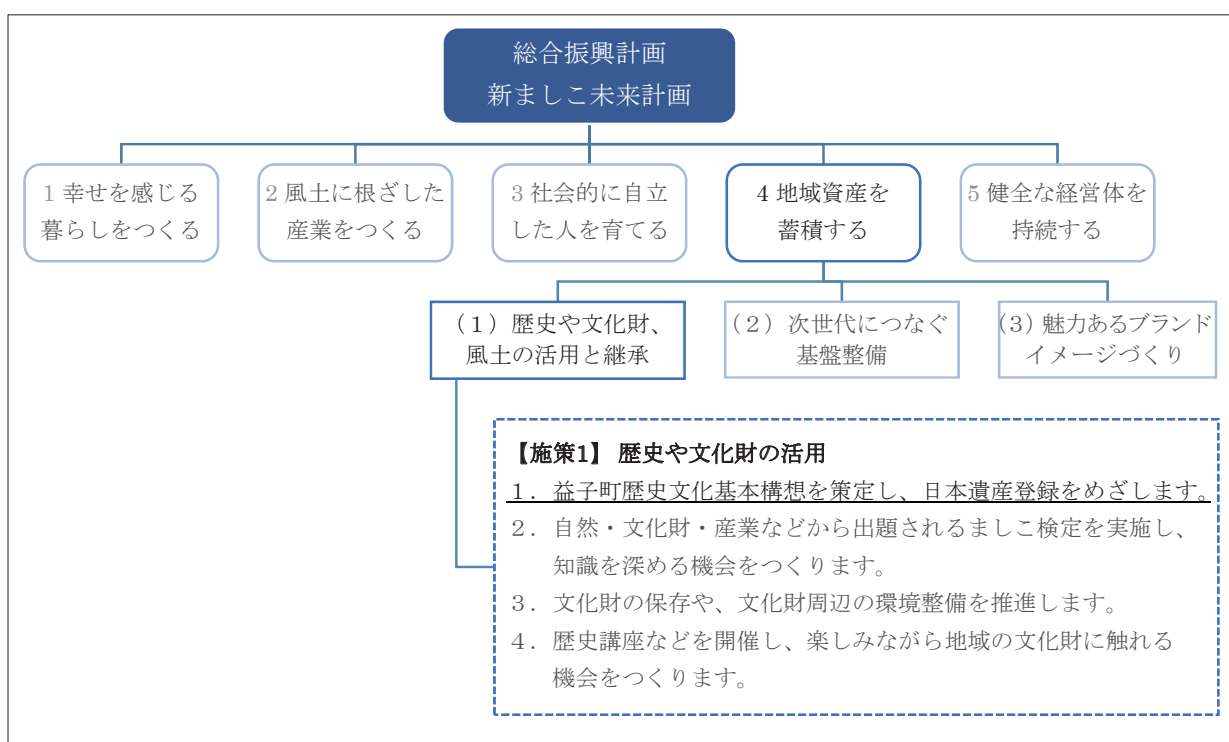 総合振興計画
新ましこ未来計画
1 幸せを感じる
暮らしをつくる
2 風土に根ざした
産業をつくる
3 社会的に自立
した人を育てる
4 地域資産を
蓄積する
5 健全な経営体を
持続する
（１）歴史や文化財、
風土の活用と継承
（２）次世代につなぐ
基盤整備
（３）魅力あるブランド
イメージづくり
【施策1】 歴史や文化財の活用
１．益子町歴史文化基本構想を策定し、日本遺産登録をめざします。
２．自然・文化財・産業などから出題されるましこ検定を実施し、
知識を深める機会をつくります。
３．文化財の保存や、文化財周辺の環境整備を推進します。
４．歴史講座などを開催し、楽しみながら地域の文化財に触れる
機会をつくります。